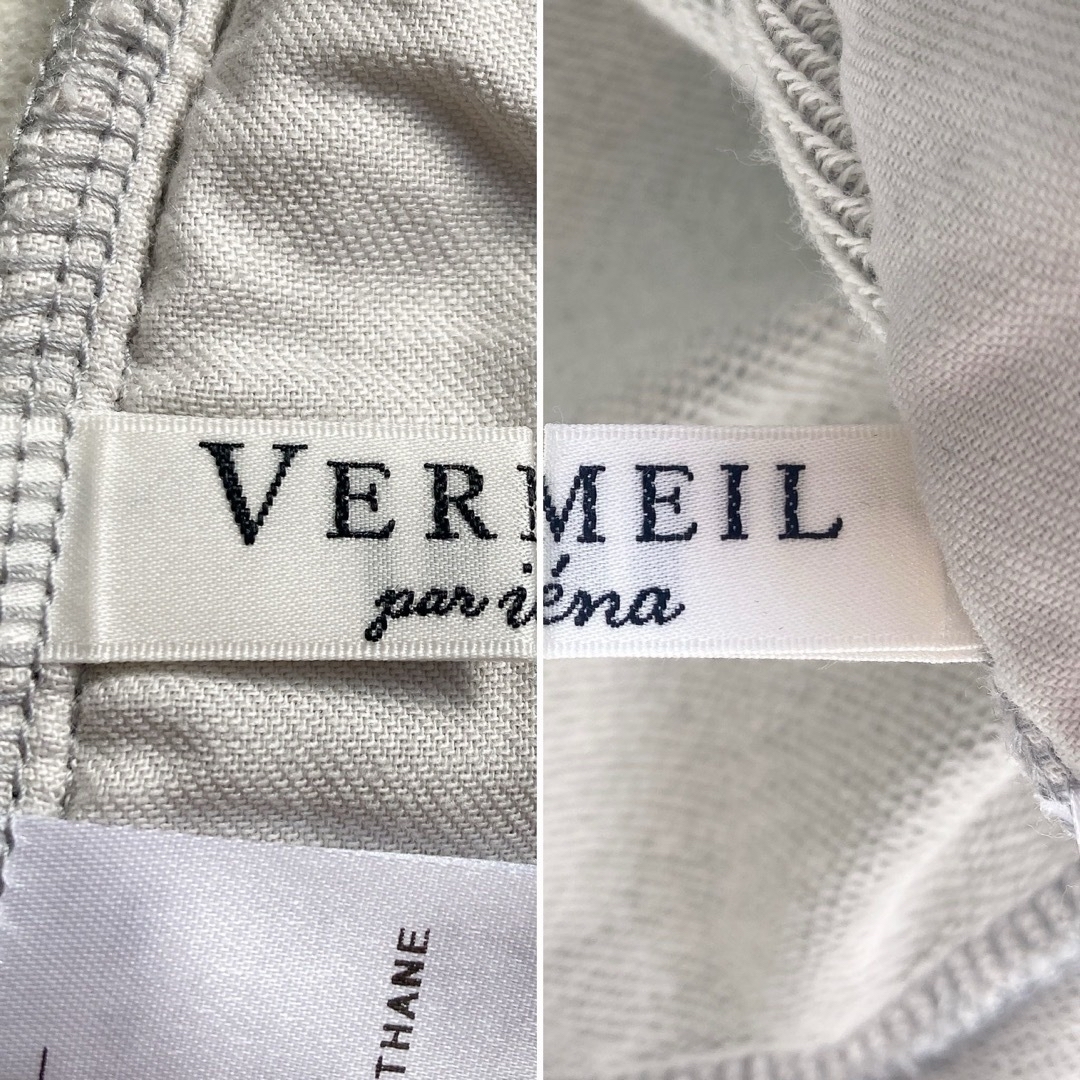 VERMEIL
par iéna
THANE